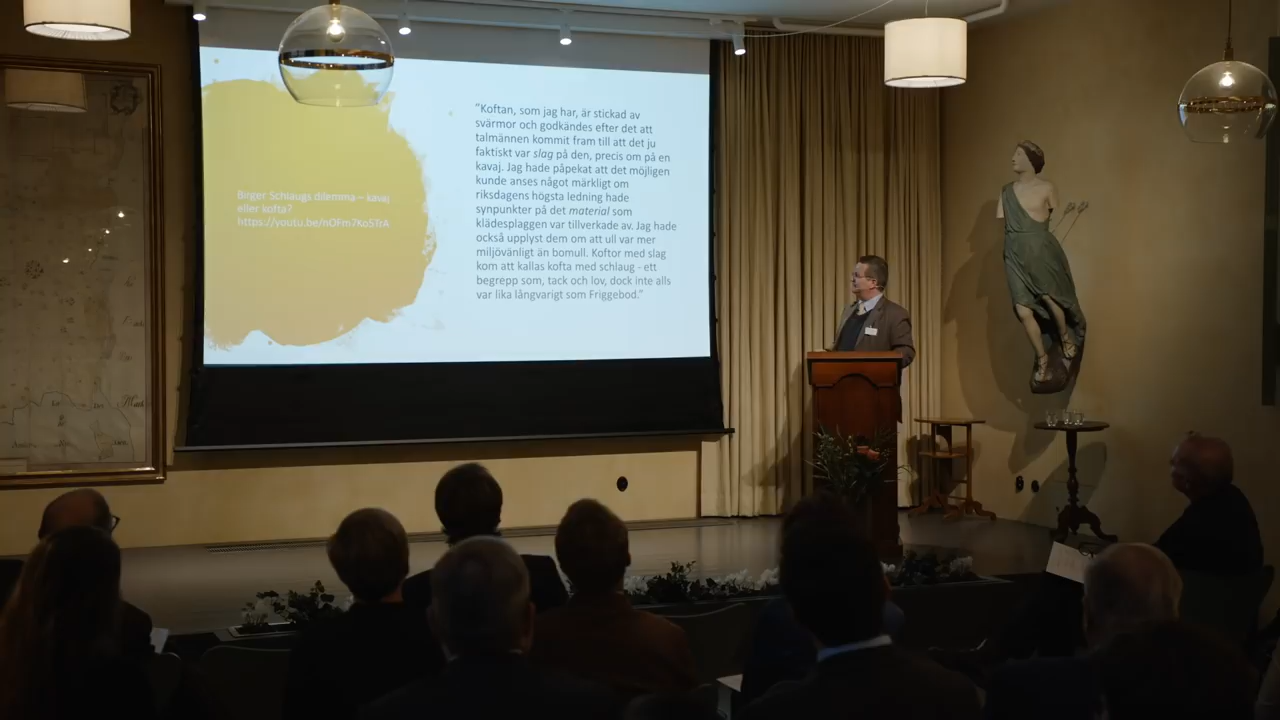 Birger Schlaugs dilemma – kavaj
eller kofta?
"Koftan, som jag har, är stickad av
svärmor och godkändes efter det att
talmännen kommit fram till att det ju
faktiskt var slag på den, precis om på en
kavaj. Jag hade påpekat att det möjligen
kunde anses något märkligt om
riksdagens högsta ledning hade
synpunkter på det material som
klädesplaggen var tillverkade av. Jag hade
också upplyst dem om att ull var mer
miljövänligt än bomull. Koftor med slag
kom att kallas kofta med schlaug - ett
begrepp som, tack och lov, dock inte alls
var lika långvarigt som Friggebod."